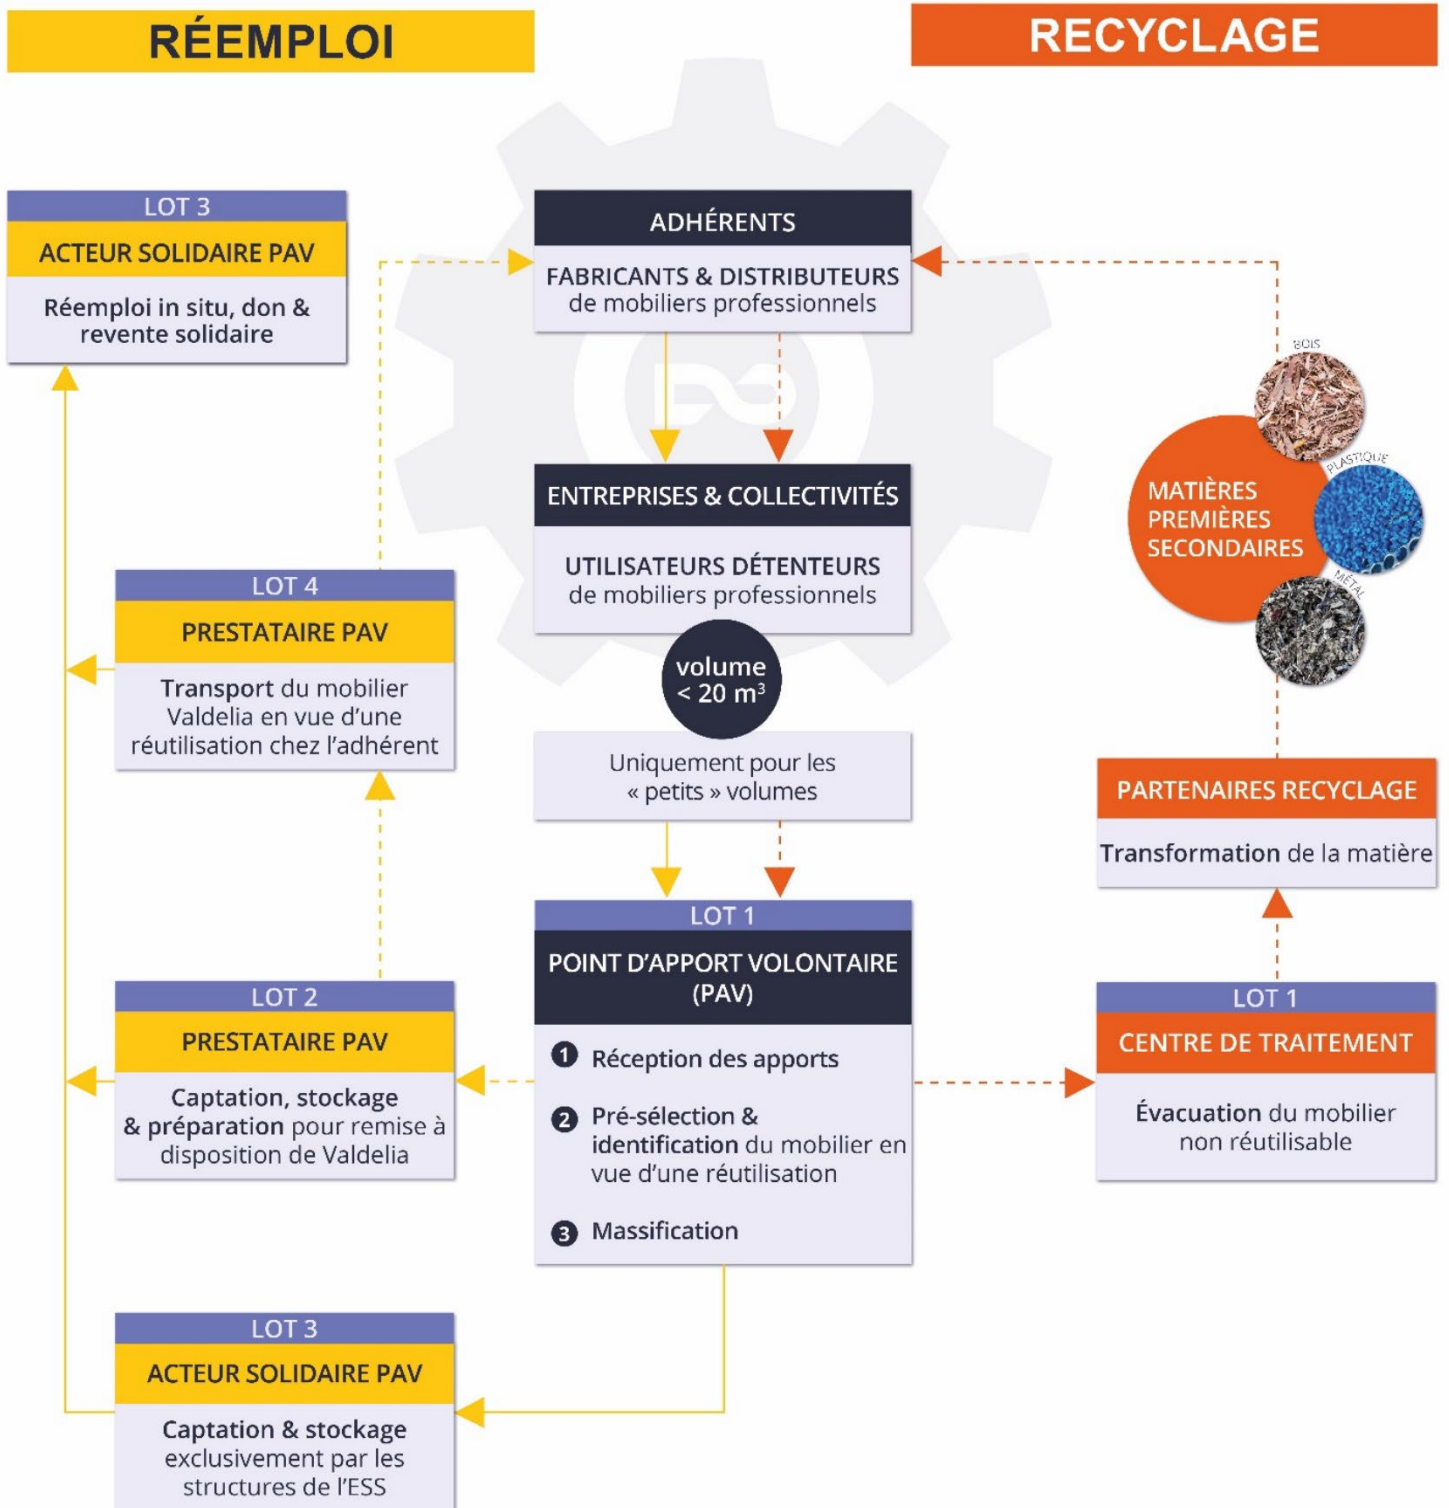 RÉEMPLOI
RECYCLAGE
LOT 3
ACTEUR SOLIDAIRE PAV
Réemploi in situ, don &
revente solidaire
ADHÉRENTS
FABRICANTS & DISTRIBUTEURS
de mobiliers professionnels
BOIS
PLASTIQUE
MÉTAL
MATIÈRES
PREMIÈRES
SECONDAIRES
ENTREPRISES & COLLECTIVITÉS
UTILISATEURS DÉTENTEURS
de mobiliers professionnels
volume
< 20 m³
Uniquement pour les
« petits » volumes
LOT 4
PRESTATAIRE PAV
Transport du mobilier
Valdelia en vue d’une
réutilisation chez l’adhérent
PARTENAIRES RECYCLAGE
Transformation de la matière
LOT 1
POINT D’APPORT VOLONTAIRE
(PAV)
1 Réception des apports
2 Pré-sélection &
identification du mobilier en
vue d’une réutilisation
3 Massification
LOT 2
PRESTATAIRE PAV
Captation, stockage
& préparation pour remise à
disposition de Valdelia
LOT 1
CENTRE DE TRAITEMENT
Évacuation du mobilier
non réutilisable
LOT 3
ACTEUR SOLIDAIRE PAV
Captation & stockage
exclusivement par les
structures de l’ESS